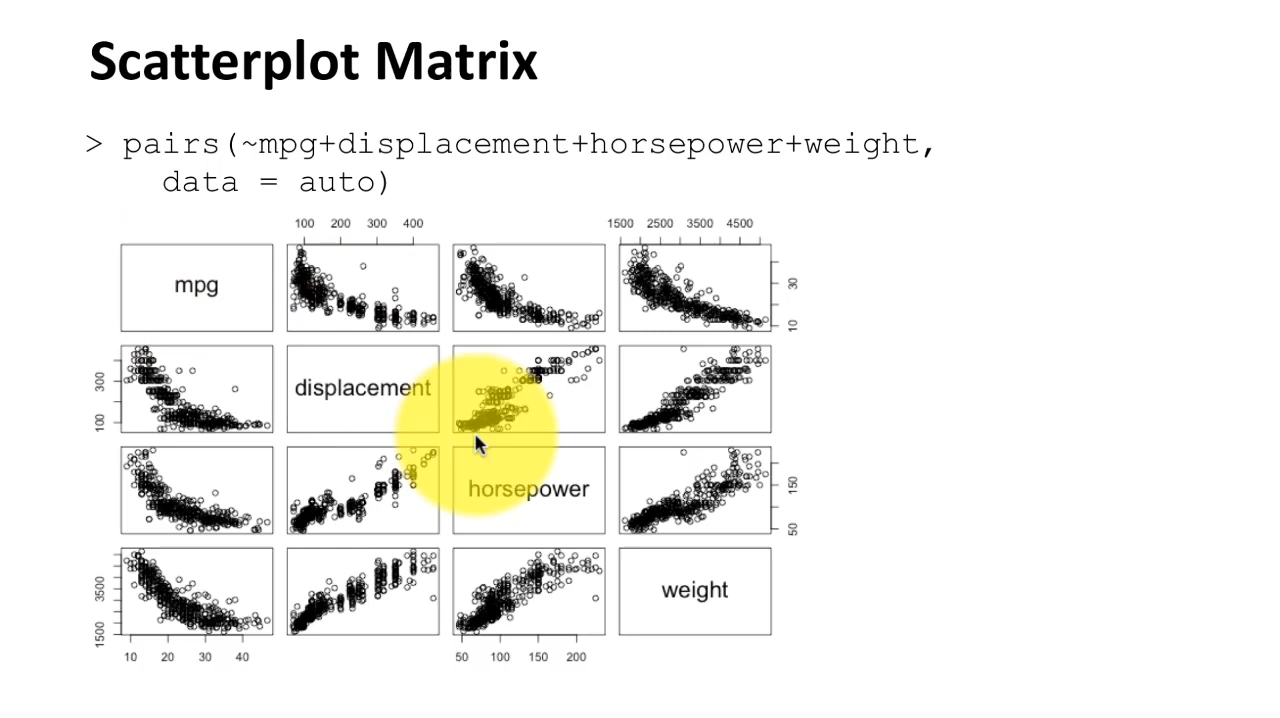 Scatterplot Matrix
> pairs(~mpg+displacement+horsepower+weight,
data = auto)
100 200 300 400
1500 2500 3500 4500
mpg
30
10
300
100
displacement
horsepower
150
50
3500
1500
weight
10 20 30 40
50 100 150 200